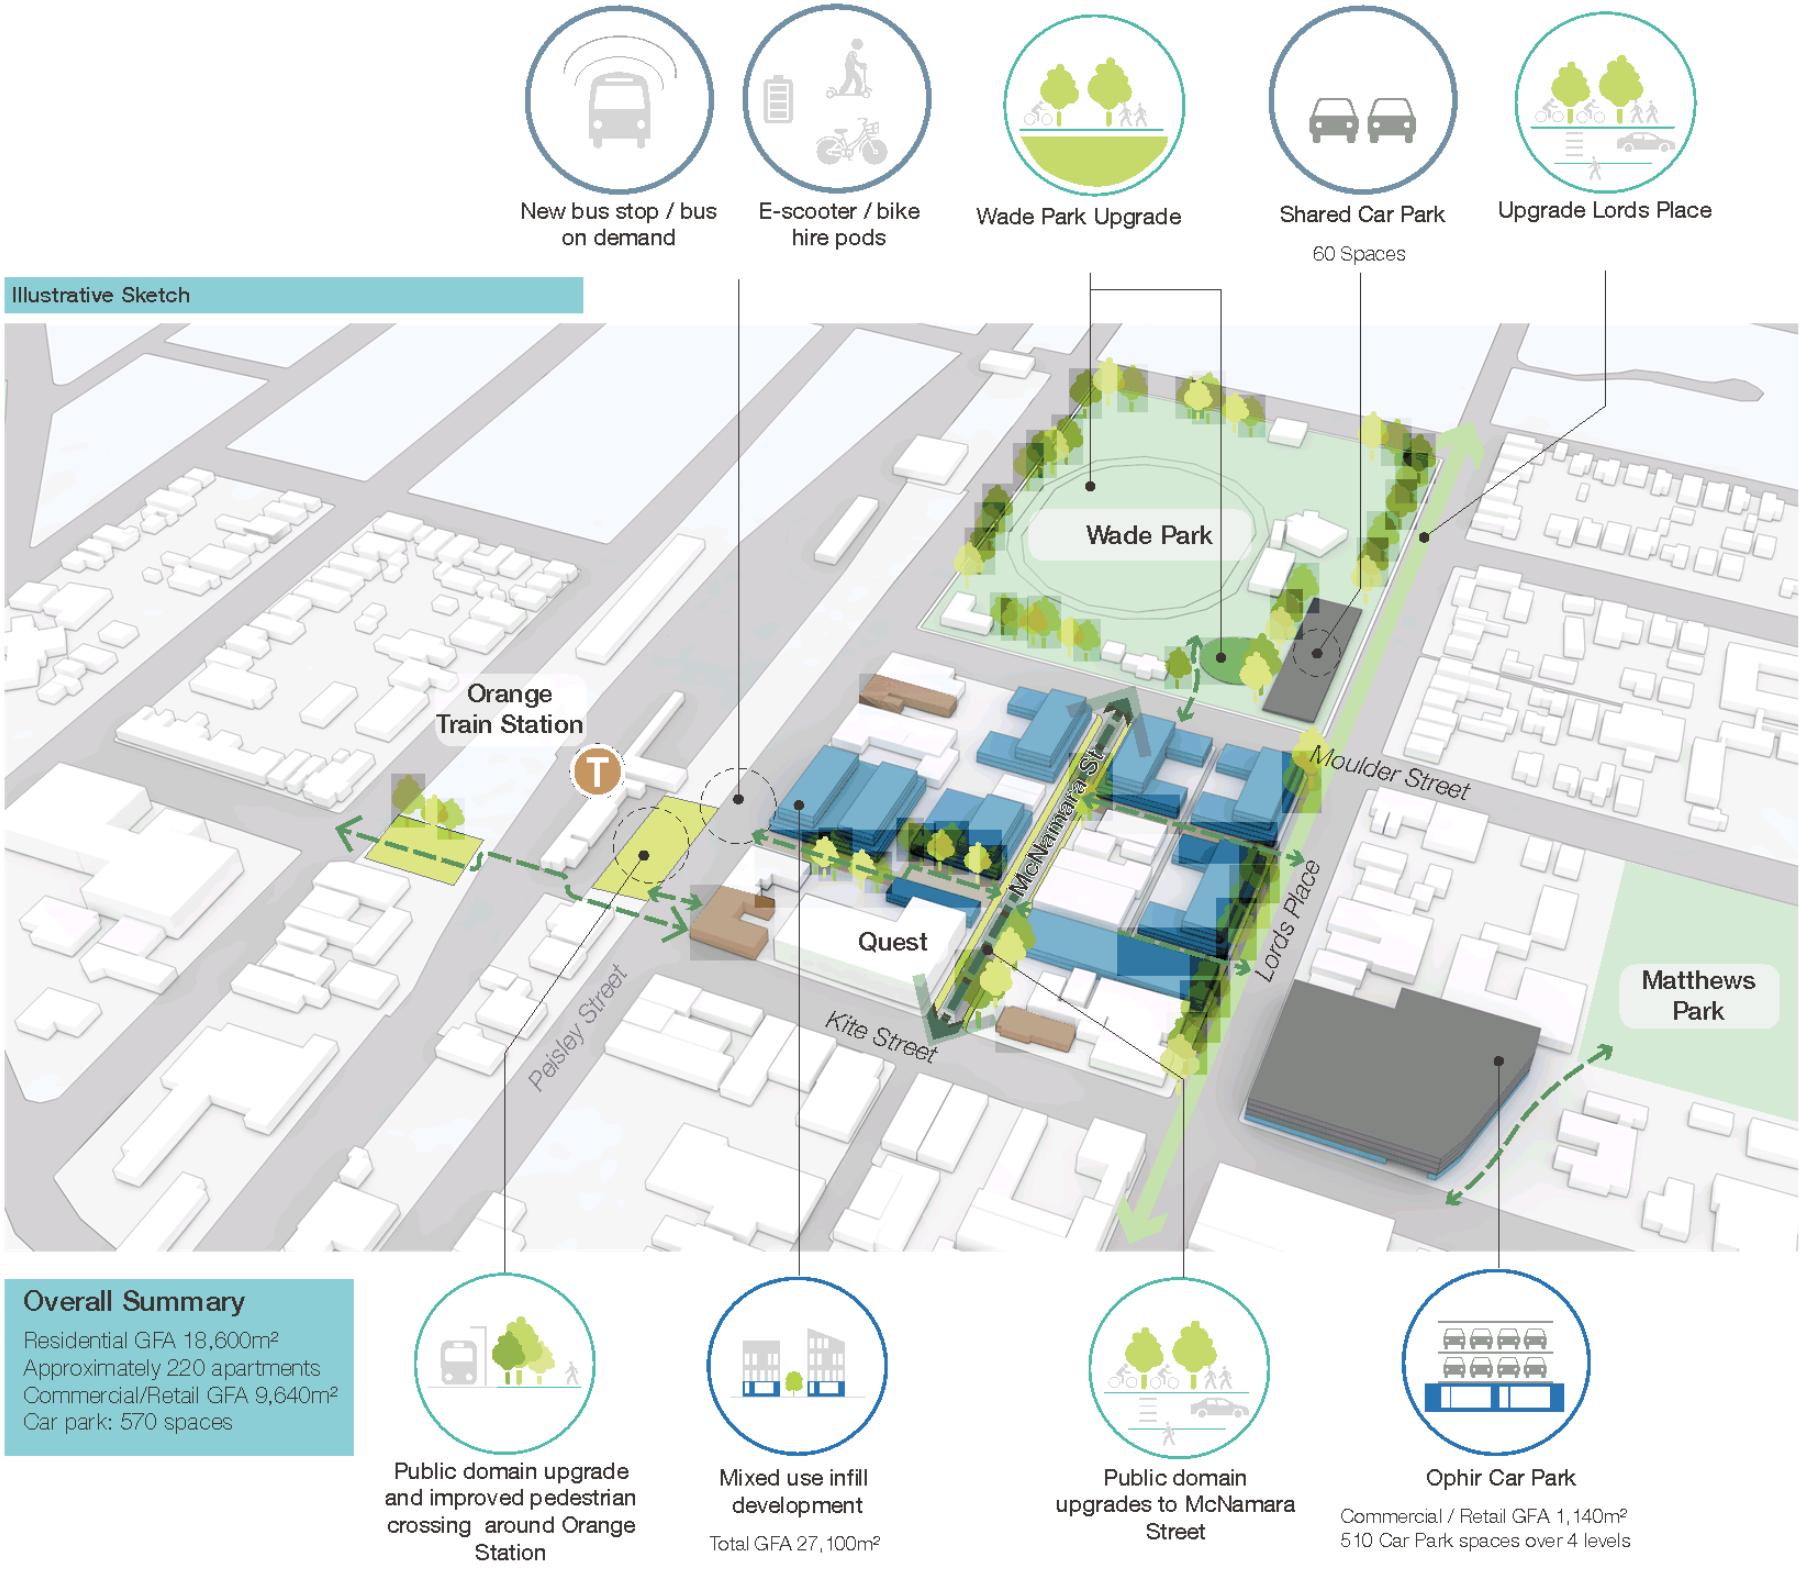 New bus stop / bus
on demand
E-scooter / bike
hire pods
Wade Park Upgrade
Shared Car Park
60 Spaces
Upgrade Lords Place
Illustrative Sketch
Wade Park
Orange
Train Station
T
Moulder Street
McNamara St
Lords Place
Quest
Matthews
Park
Peisley Street
Kite Street
Overall Summary
Residential GFA 18,600m²
Approximately 220 apartments
Commercial/Retail GFA 9,640m²
Car park: 570 spaces
Public domain upgrade
and improved pedestrian
crossing around Orange
Station
Mixed use infill
development
Total GFA 27,100m²
Public domain
upgrades to McNamara
Street
Ophir Car Park
Commercial / Retail GFA 1,140m²
510 Car Park spaces over 4 levels